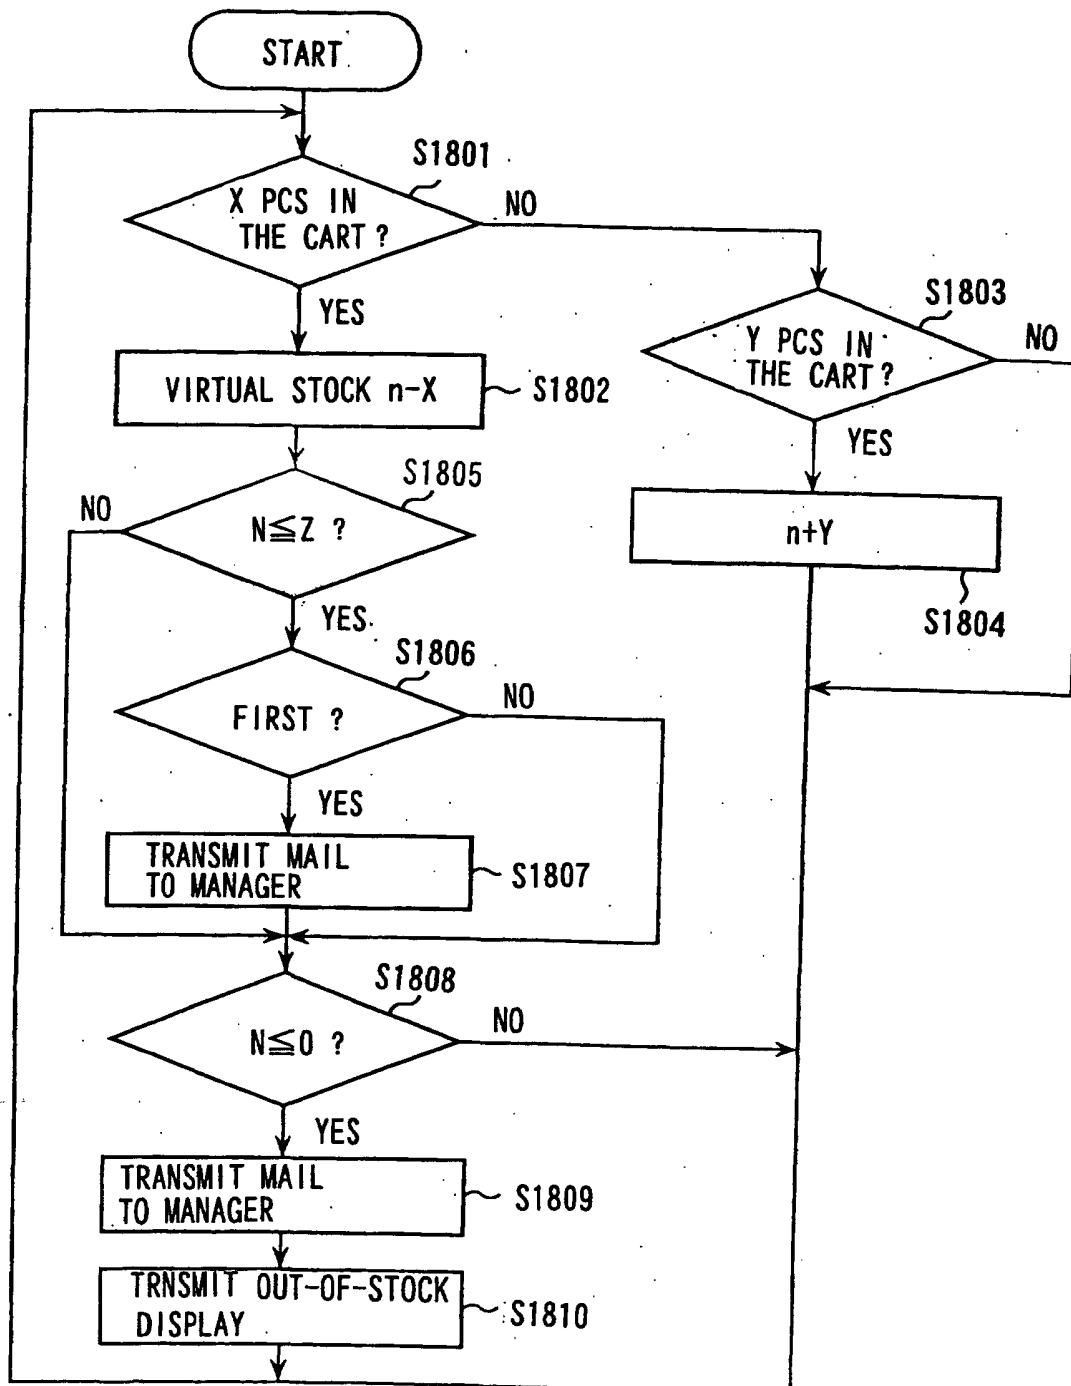 START
S1801
X PCS IN
THE CART ?
NO
YES
S1803
Y PCS IN
THE CART ?
NO
YES
VIRTUAL STOCK n-X
S1802
n+Y
S1804
S1805
N≦Z ?
NO
YES
S1806
FIRST ?
NO
YES
TRANSMIT MAIL
TO MANAGER
S1807
S1808
N≦0 ?
NO
YES
TRANSMIT MAIL
TO MANAGER
S1809
TRNSMIT OUT-OF-STOCK
DISPLAY
S1810